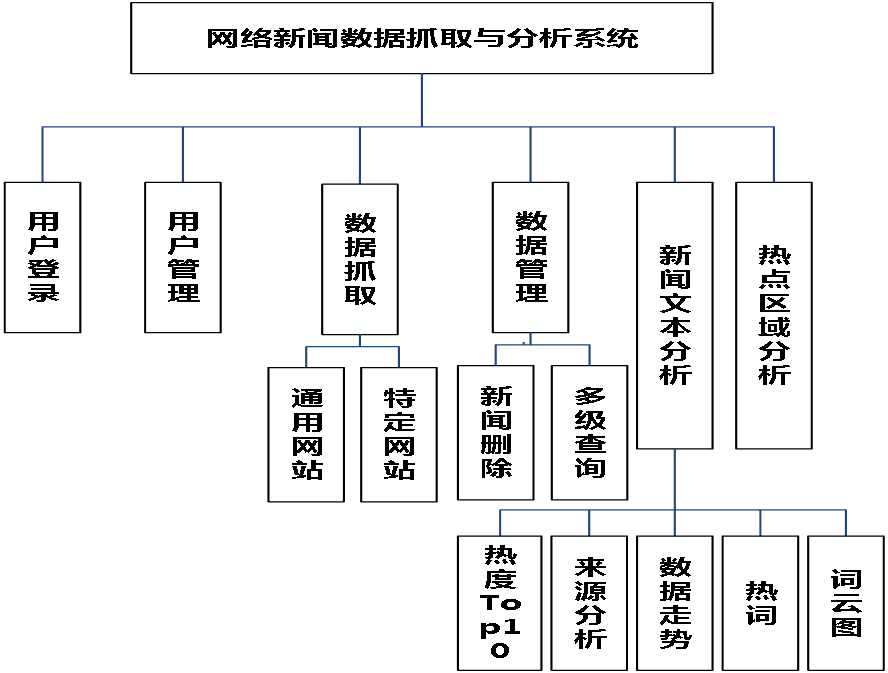 网络新闻数据抓取与分析系统
用户登录
用户管理
数据抓取
数据管理
新闻文本分析
热点区域分析
通用网站
特定网站
新闻删除
多级查询
热度Top10
来源分析
数据走势
热词
词云图